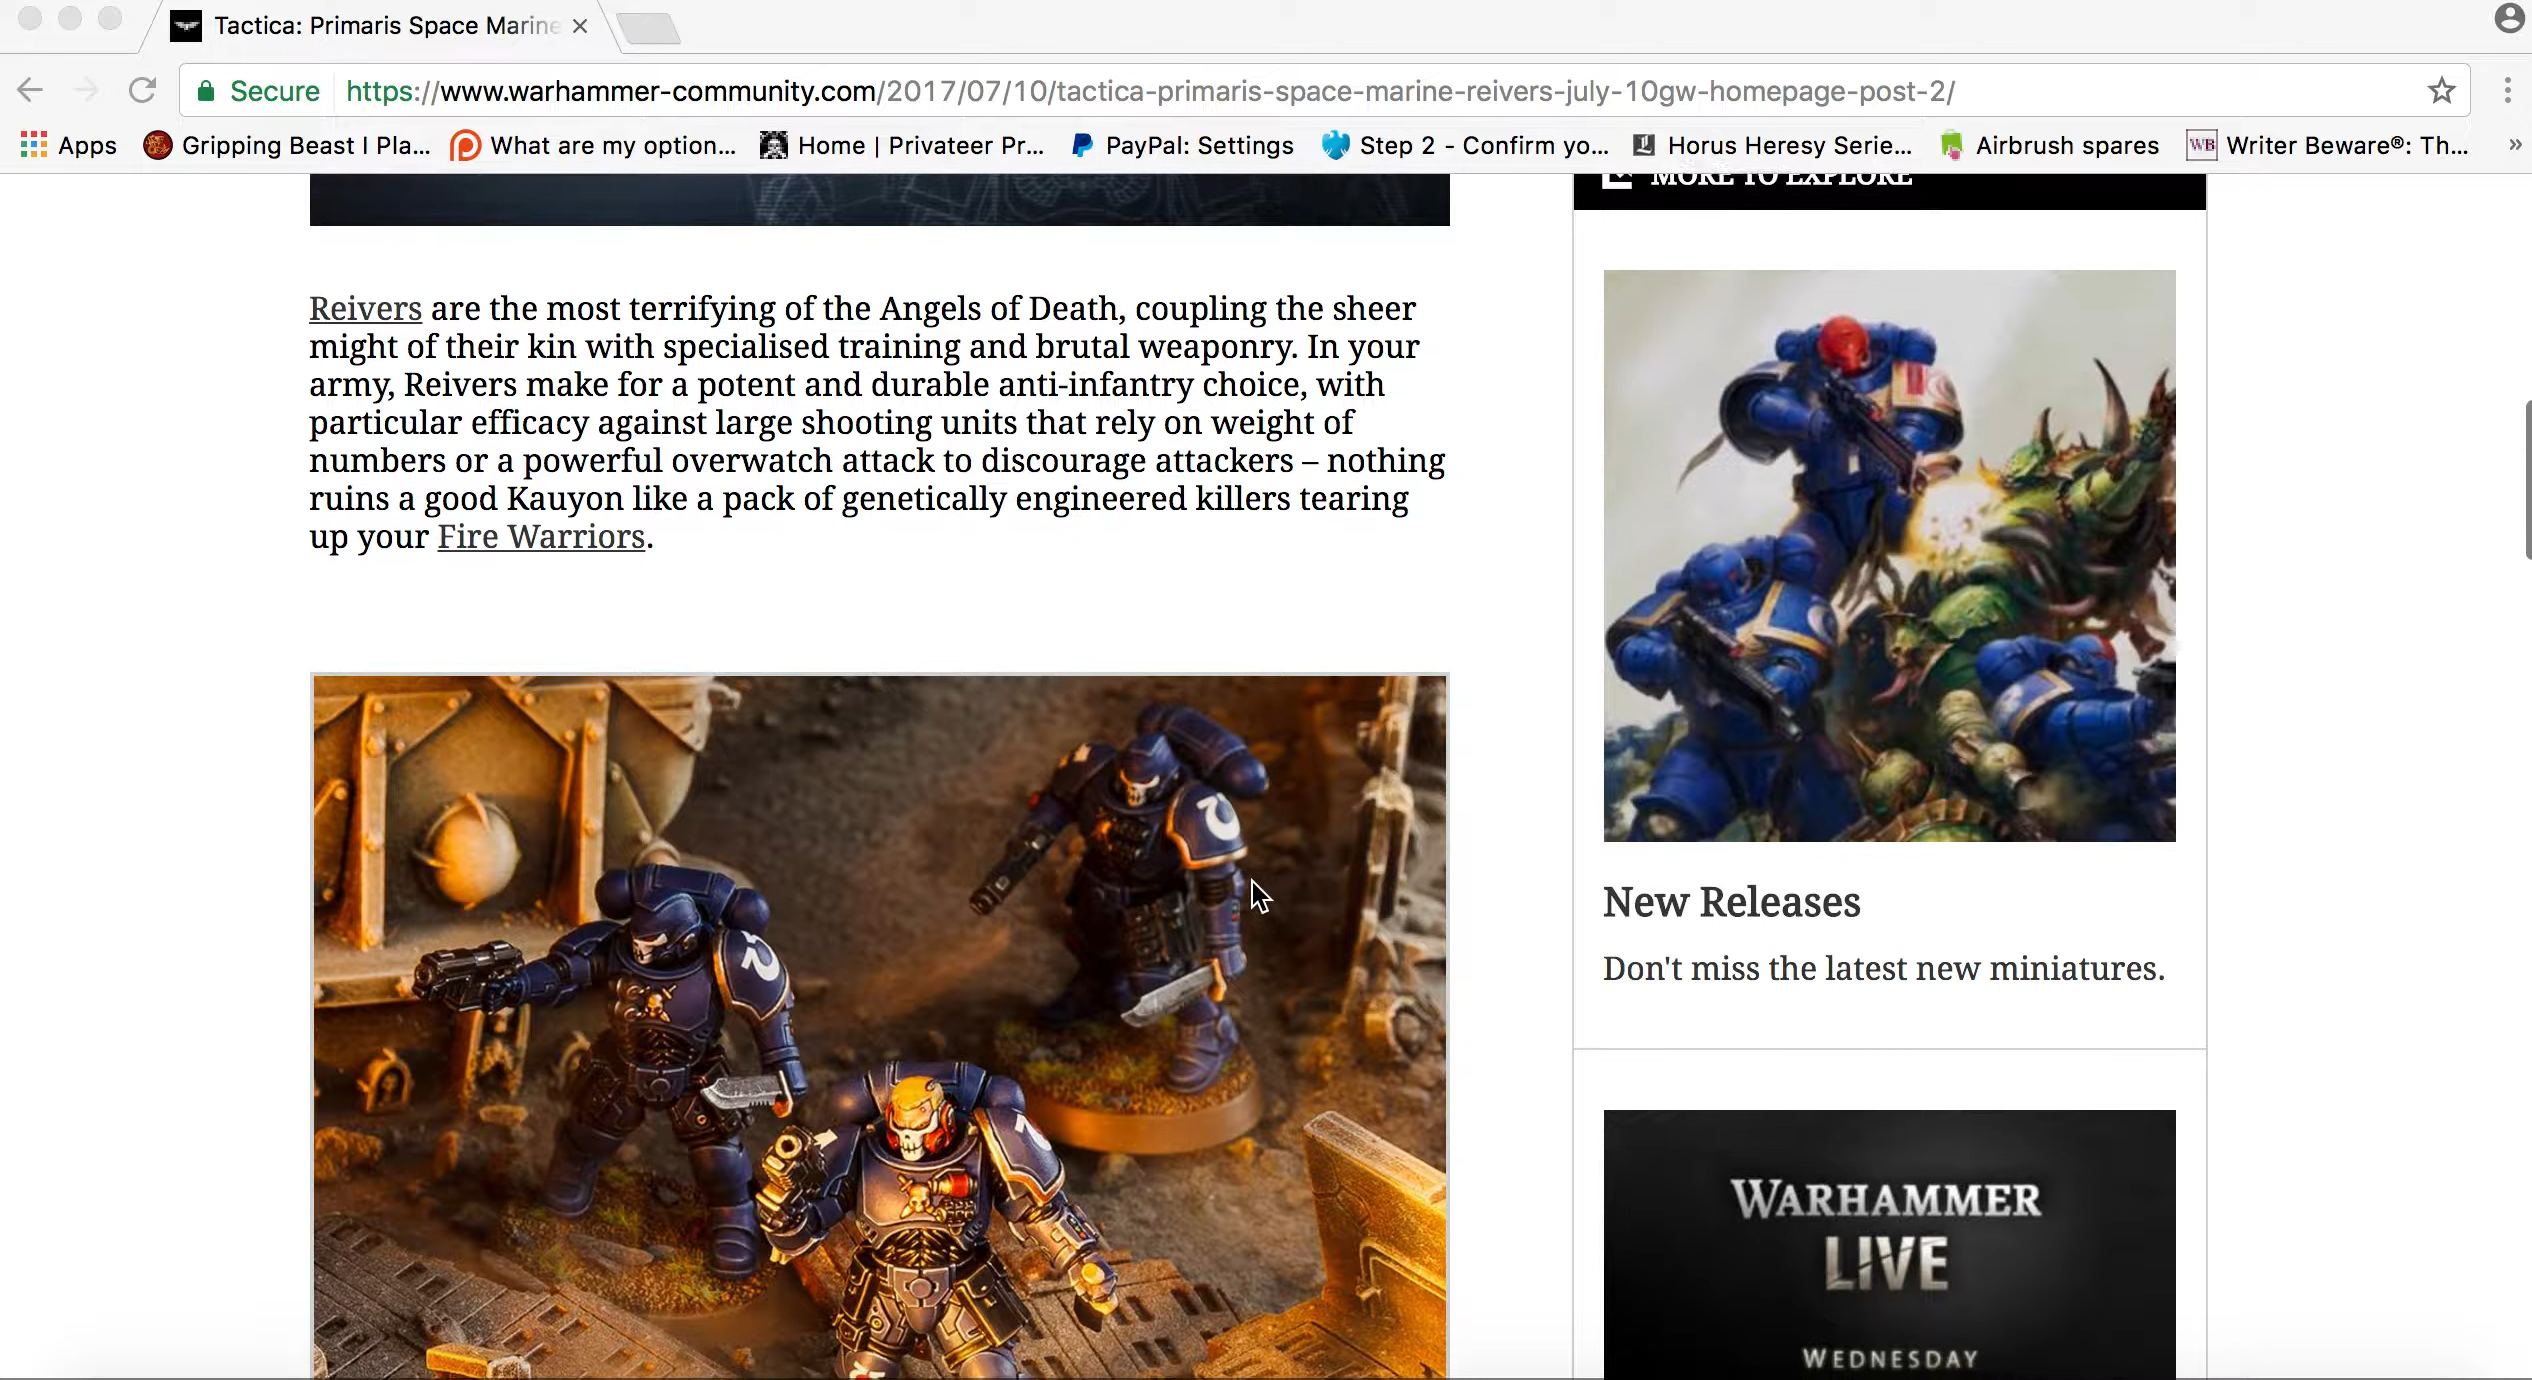 Tactica: Primaris Space Marine
Secure https://www.warhammer-community.com/2017/07/10/tactica-primaris-space-marine-reivers-july-10gw-homepage-post-2/
Apps Gripping Beast I Pla... What are my option... Home | Privateer Pr... PayPal: Settings Step 2 - Confirm yo... Horus Heresy Serie... Airbrush spares WB Writer Beware®: Th... »
MORE TO EXPLORE
Reivers are the most terrifying of the Angels of Death, coupling the sheer
might of their kin with specialised training and brutal weaponry. In your
army, Reivers make for a potent and durable anti-infantry choice, with
particular efficacy against large shooting units that rely on weight of
numbers or a powerful overwatch attack to discourage attackers – nothing
ruins a good Kauyon like a pack of genetically engineered killers tearing
up your Fire Warriors.
New Releases
Don't miss the latest new miniatures.
WARHAMMER
LIVE
WEDNESDAY